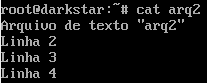 root@darkstar:~# cat arq2
Arquivo de texto "arq2"
Linha 2
Linha 3
Linha 4